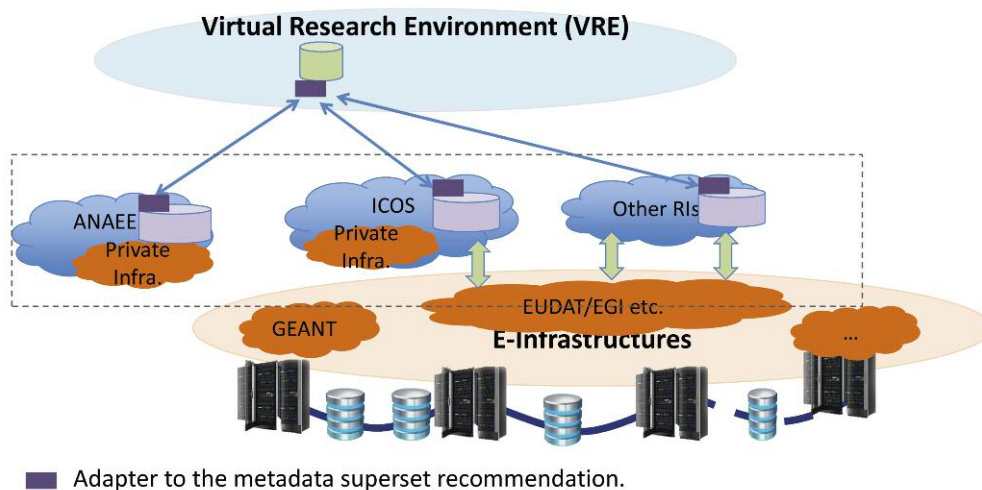 Virtual Research Environment (VRE)
ANAEE
Private
Infra.
ICOS
Private
Infra.
Other RIs
EUDAT/EGI etc.
GEANT
...
E-Infrastructures
Adapter to the metadata superset recommendation.